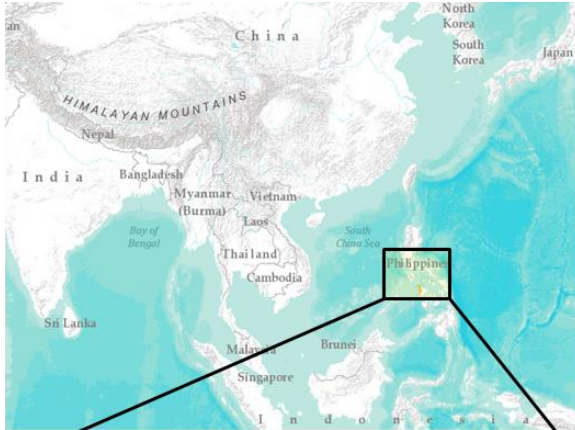 North
Korea
China
South
Korea
Japan
an
HIMALAYAN MOUNTAINS
Nepal
India
Bangladesh
Myanmar
(Burma)
Vietnam
Laos
Bay of
Bengal
South
China Sea
Thailand
Philippines
Cambodia
Sri Lanka
Malaysia
Brunei
Singapore
Indonesia